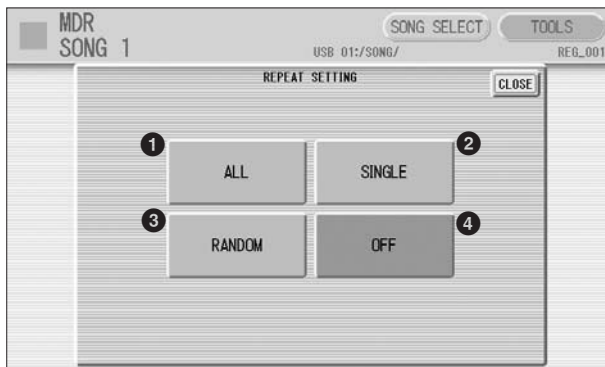 MDR
SONG SELECT
TOOLS
SONG 1
USB 01:/SONG/
REG_001
REPEAT SETTING
CLOSE
1
2
ALL
SINGLE
3
4
RANDOM
OFF